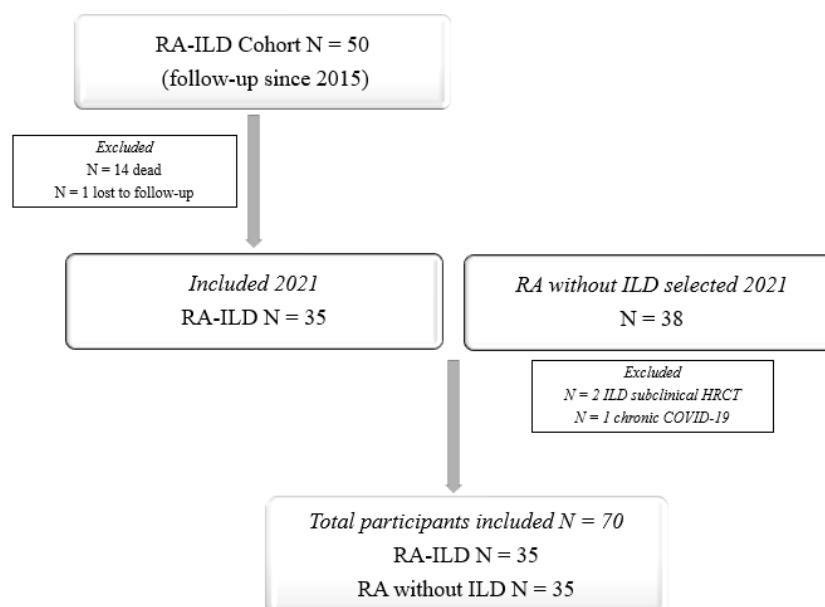 RA-ILD Cohort N = 50
(follow-up since 2015)
Excluded
N = 14 dead
N = 1 lost to follow-up
Included 2021
RA-ILD N = 35
RA without ILD selected 2021
N = 38
Excluded
N = 2 ILD subclinical HRCT
N = 1 chronic COVID-19
Total participants included N = 70
RA-ILD N = 35
RA without ILD N = 35